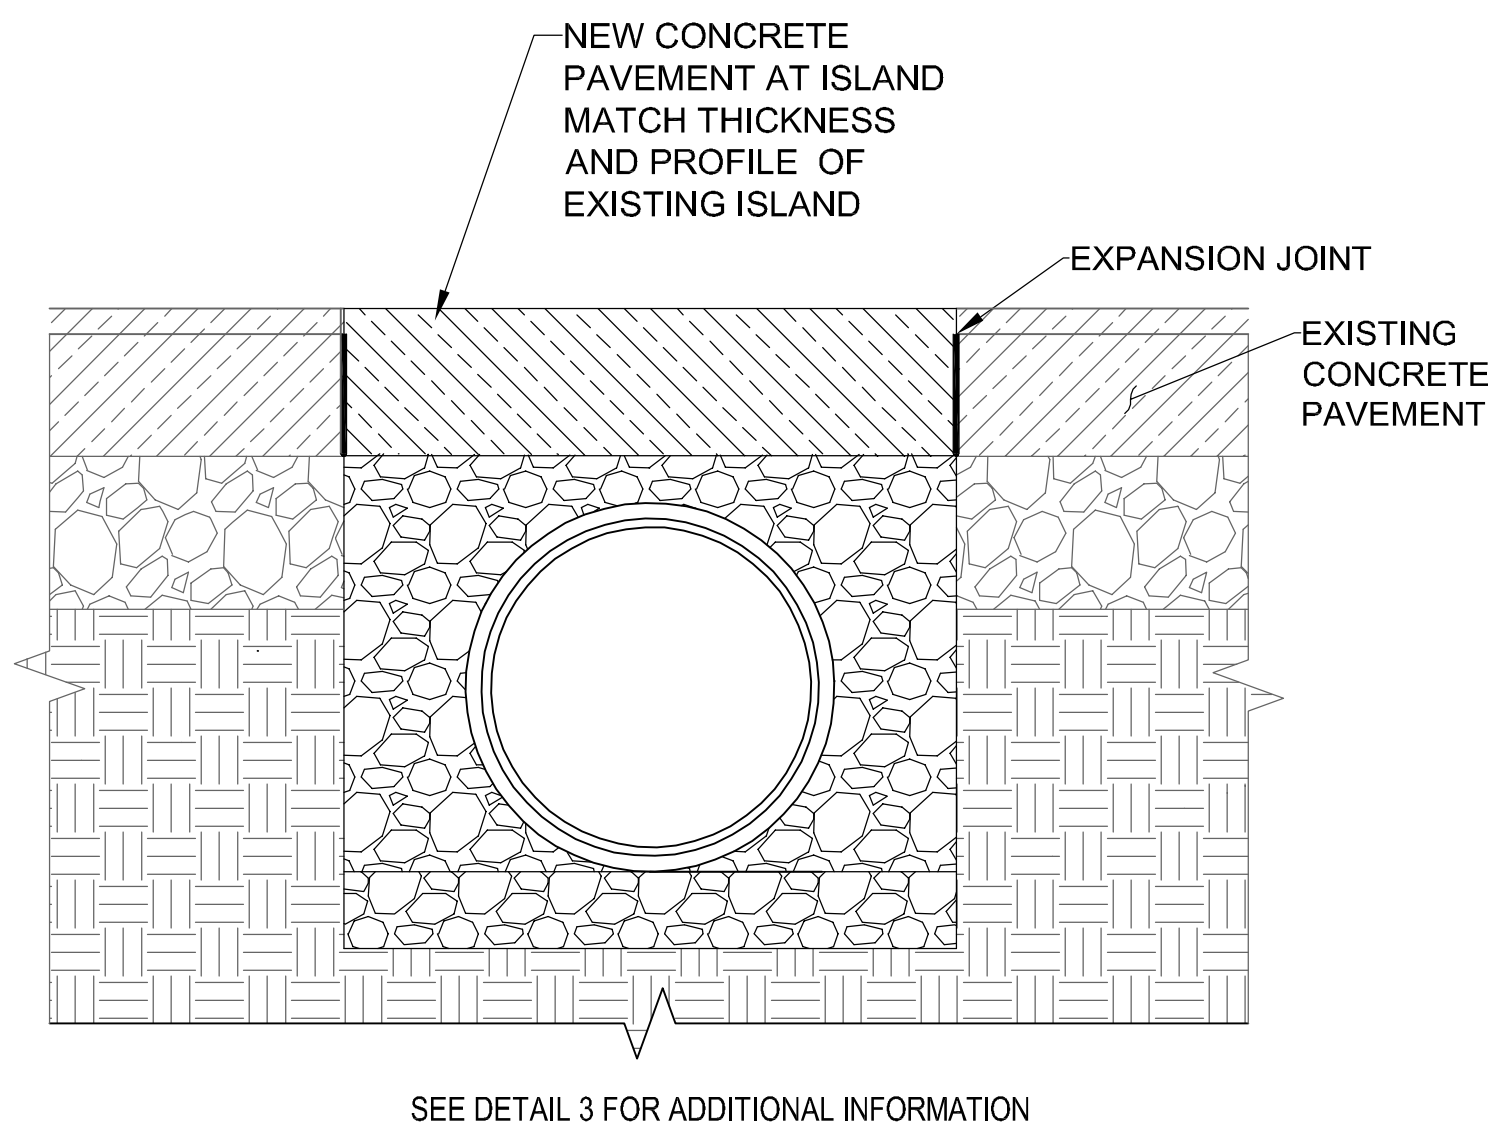 NEW CONCRETE
PAVEMENT AT ISLAND
MATCH THICKNESS
AND PROFILE OF
EXISTING ISLAND
EXPANSION JOINT
EXISTING
CONCRETE
PAVEMENT
SEE DETAIL 3 FOR ADDITIONAL INFORMATION